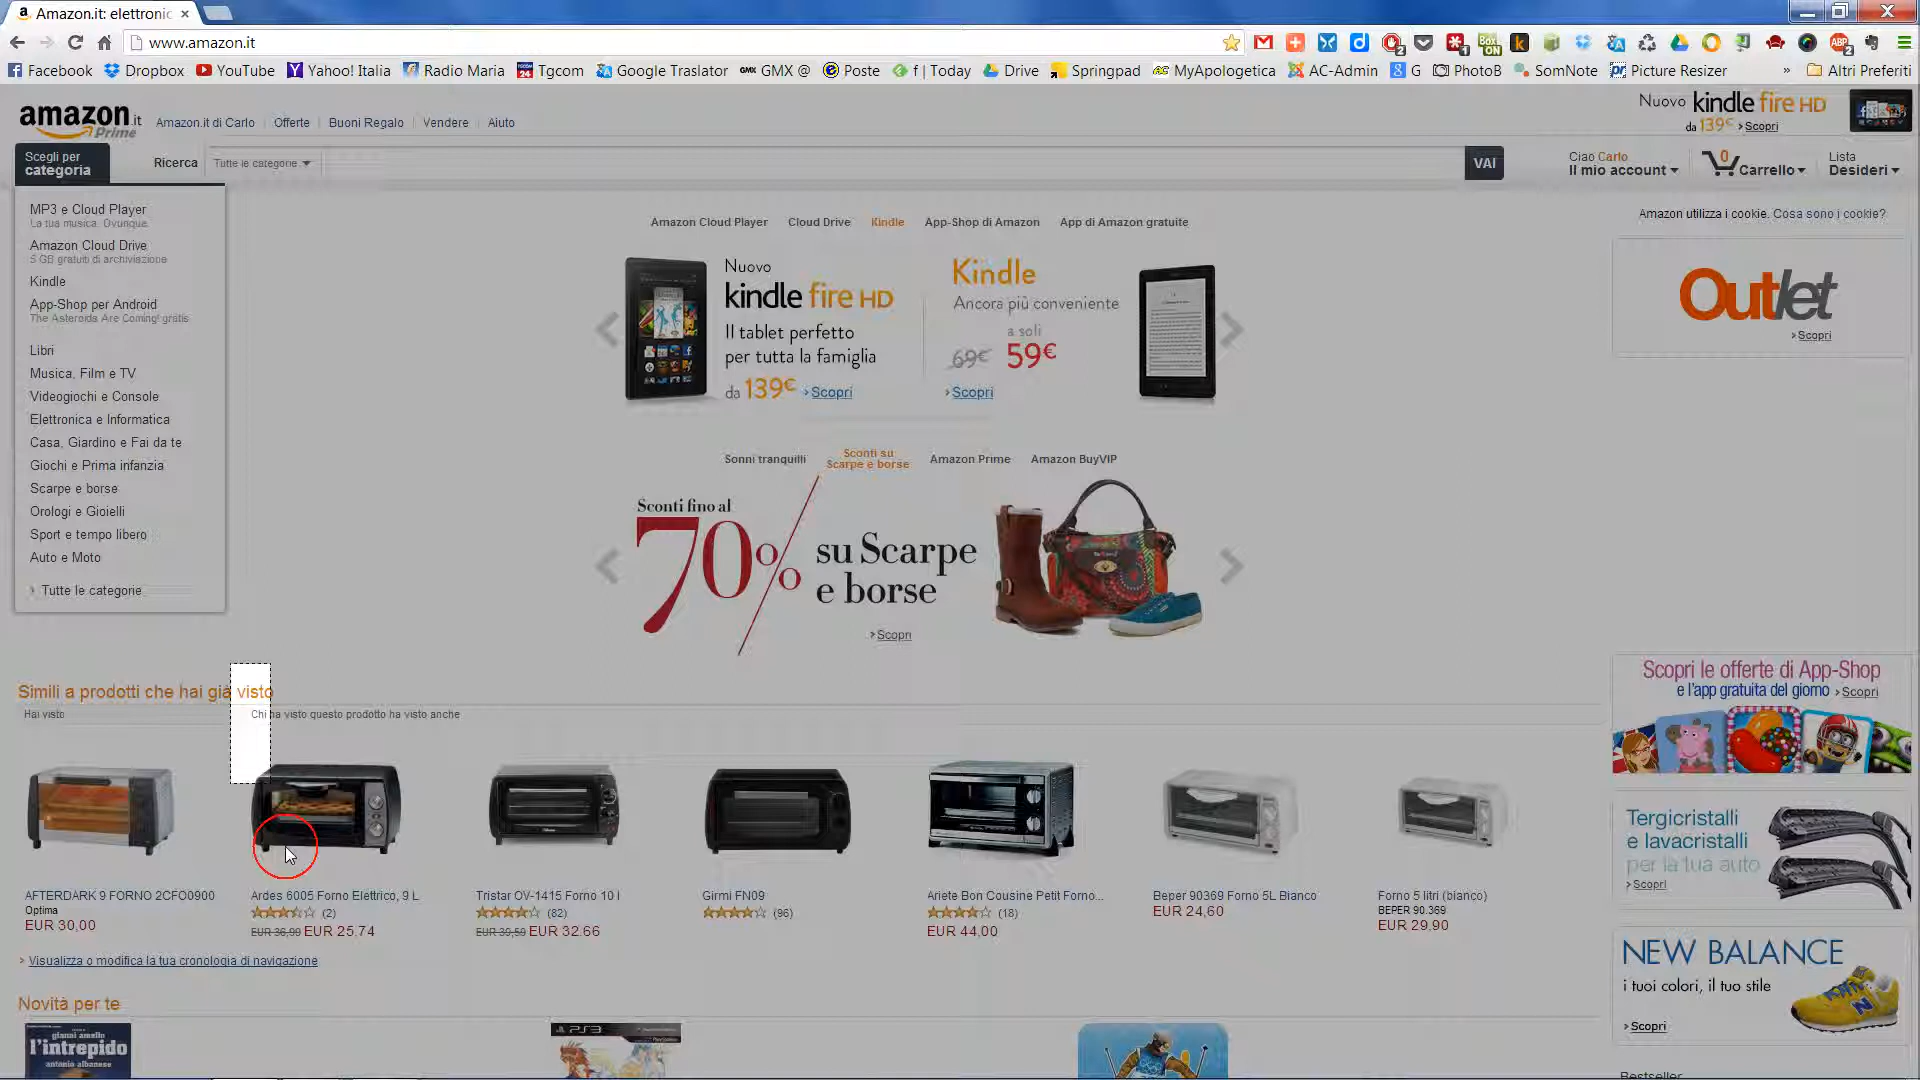 Amazon.it: elettronic
www.amazon.it
Facebook Dropbox YouTube Yahoo! Italia Radio Maria Tgcom Google Traslator GMX @ Poste f | Today Drive Springpad MyApologetica AC-Admin G PhotoB SomNote Picture Resizer » Altri Preferiti
amazon.it
Prime
Amazon.it di Carlo Offerte Buoni Regalo Vendere Aiuto
Nuovo kindle fire HD
da 139€ Scopri
Scegli per
categoria
Ricerca Tutte le categorie VAI
Ciao Carlo
Il mio account
0
Carrello
Lista
Desideri
MP3 e Cloud Player
La tua musica. Ovunque.
Amazon Cloud Drive
5 GB gratuiti di archiviazione
Kindle
App-Shop per Android
The Asteroids Are Coming! gratis
Libri
Musica, Film e TV
Videogiochi e Console
Elettronica e Informatica
Casa, Giardino e Fai da te
Giochi e Prima infanzia
Scarpe e borse
Orologi e Gioielli
Sport e tempo libero
Auto e Moto
Tutte le categorie
Amazon Cloud Player Cloud Drive Kindle App-Shop di Amazon App di Amazon gratuite
Nuovo
kindle fire HD
Il tablet perfetto
per tutta la famiglia
da 139€ Scopri
Kindle
Ancora più conveniente
a soli
69€ 59€
Scopri
Amazon utilizza i cookie. Cosa sono i cookie?
Outlet
Scopri
Sonni tranquilli Sconti su
Scarpe e borse Amazon Prime Amazon BuyVIP
Sconti fino al
70%
su Scarpe
e borse
Scopri
Simili a prodotti che hai già visto
Hai visto Chi ha visto questo prodotto ha visto anche
AFTERDARK 9 FORNO 2CFO0900
Optima
EUR 30,00
Ardes 6005 Forno Elettrico, 9 L
(2)
EUR 36,99 EUR 25,74
Tristar OV-1415 Forno 10 l
(82)
EUR 39,59 EUR 32,66
Girmi FN09
(96)
Ariete Bon Cousine Petit Forno...
(18)
EUR 44,00
Beper 90369 Forno 5L Bianco
EUR 24,60
Forno 5 litri (bianco)
BEPER 90.369
EUR 29,90
Visualizza o modifica la tua cronologia di navigazione
Novità per te
gianni amelio
l'intrepido
antonio albanese
PS3
Scopri le offerte di App-Shop
e l'app gratuita del giorno Scopri
Tergicristalli
e lavacristalli
per la tua auto
Scopri
NEW BALANCE
i tuoi colori, il tuo stile
Scopri
Bestseller